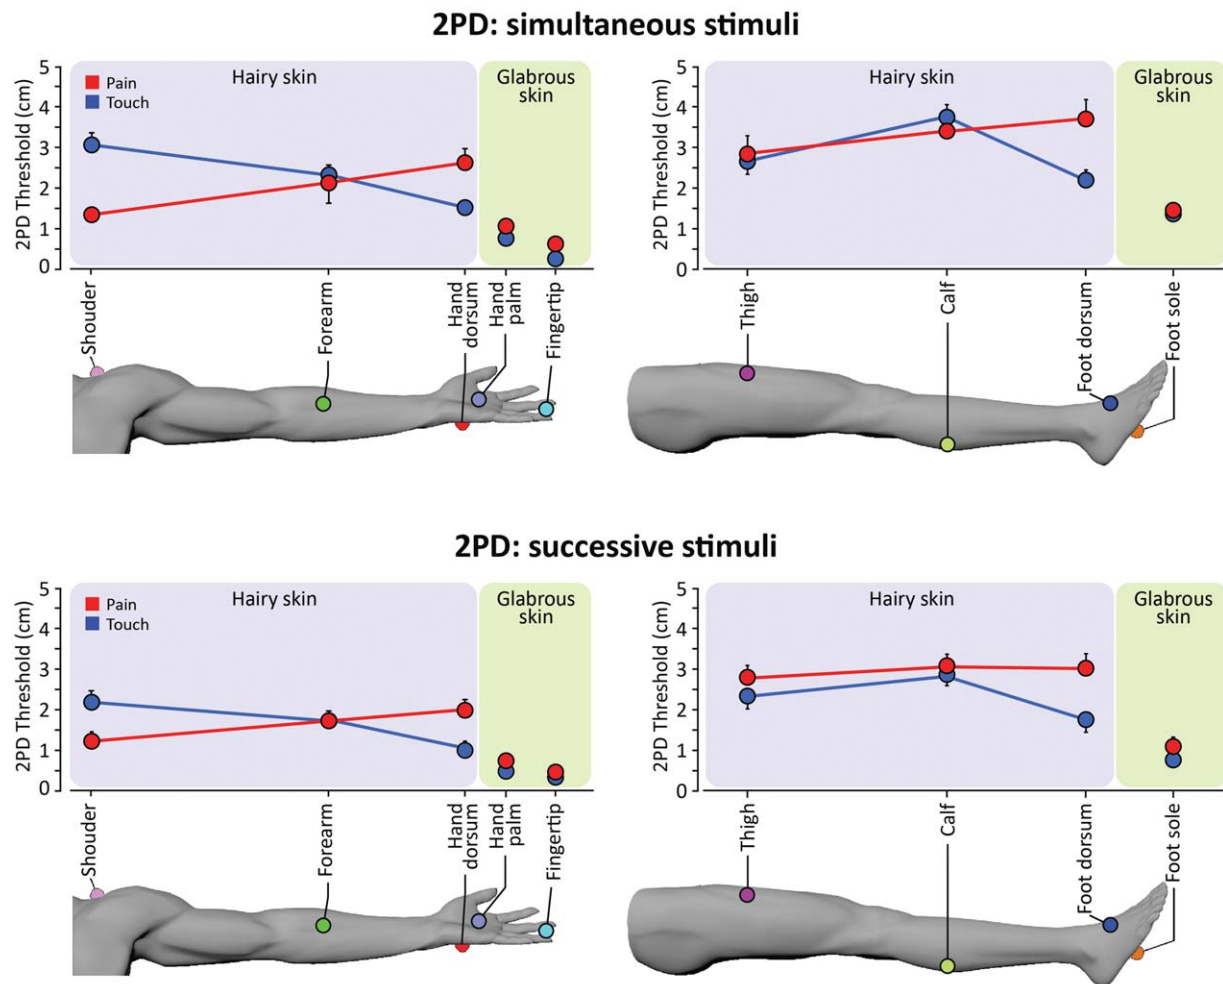 2PD: simultaneous stimuli
2PD Threshold (cm)
5
4
3
2
1
0
Hairy skin
Glabrous
skin
Pain
Touch
Shouder
Forearm
Hand
dorsum
Hand
palm
Fingertip
2PD Threshold (cm)
5
4
3
2
1
0
Hairy skin
Glabrous
skin
Thigh
Calf
Foot dorsum
Foot sole
2PD: successive stimuli
2PD Threshold (cm)
5
4
3
2
1
0
Hairy skin
Glabrous
skin
Pain
Touch
Shouder
Forearm
Hand
dorsum
Hand
palm
Fingertip
2PD Threshold (cm)
5
4
3
2
1
0
Hairy skin
Glabrous
skin
Thigh
Calf
Foot dorsum
Foot sole